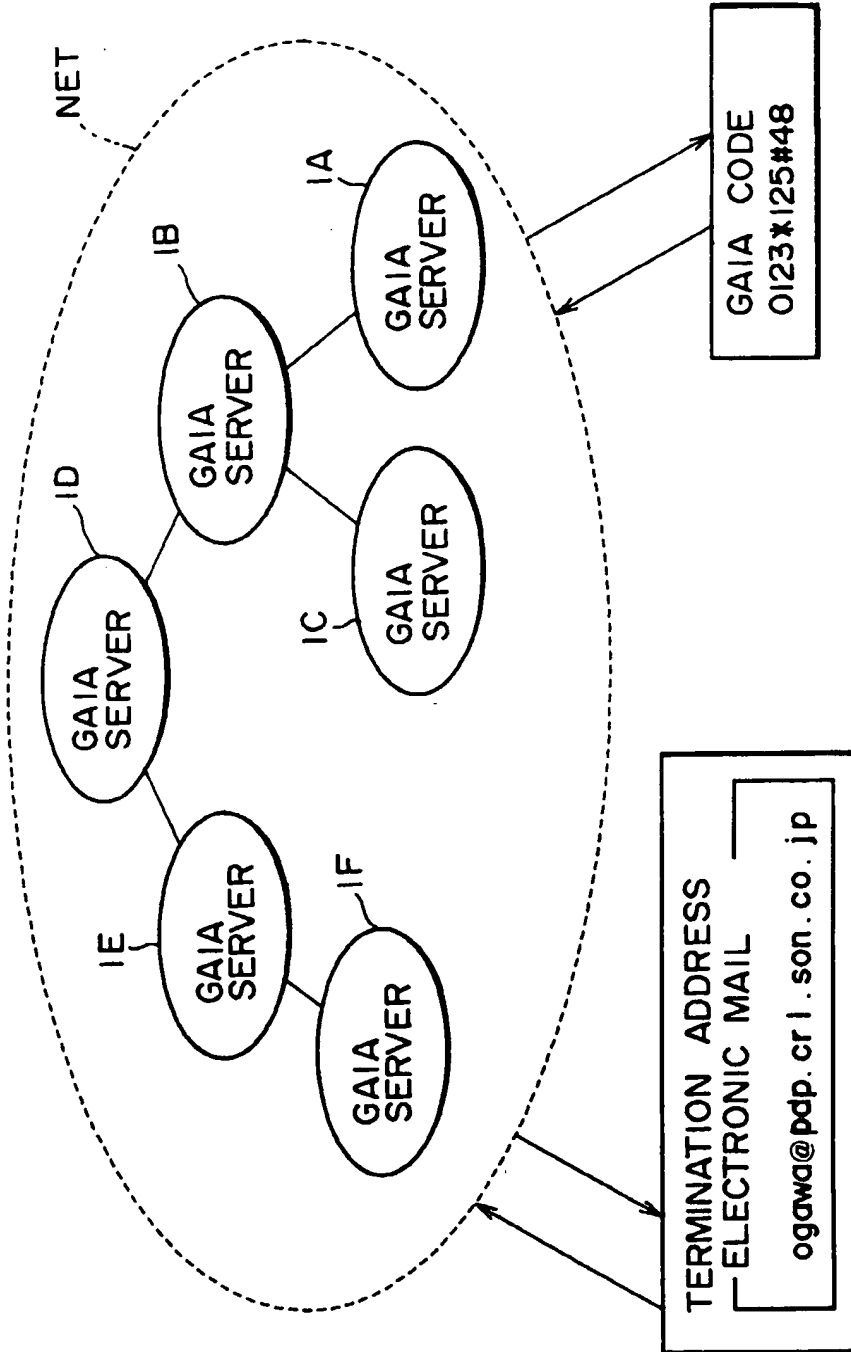 NET
1D
GAIA
SERVER
1B
GAIA
SERVER
1E
GAIA
SERVER
1A
GAIA
SERVER
1C
GAIA
SERVER
1F
GAIA
SERVER
TERMINATION ADDRESS
ELECTRONIC MAIL
ogawa@pdp.crl.son.co.jp
GAIA CODE
0123*125#48